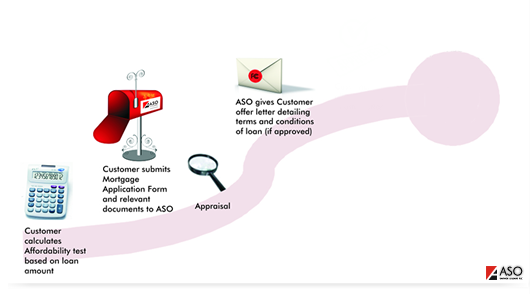 ASO gives Customer
offer letter detailing
terms and conditions
of loan (if approved)
ASO
Customer submits
Mortgage
Application Form
and relevant
documents to ASO
Appraisal
Customer
calculates
Affordability test
based on loan
amount
ASO